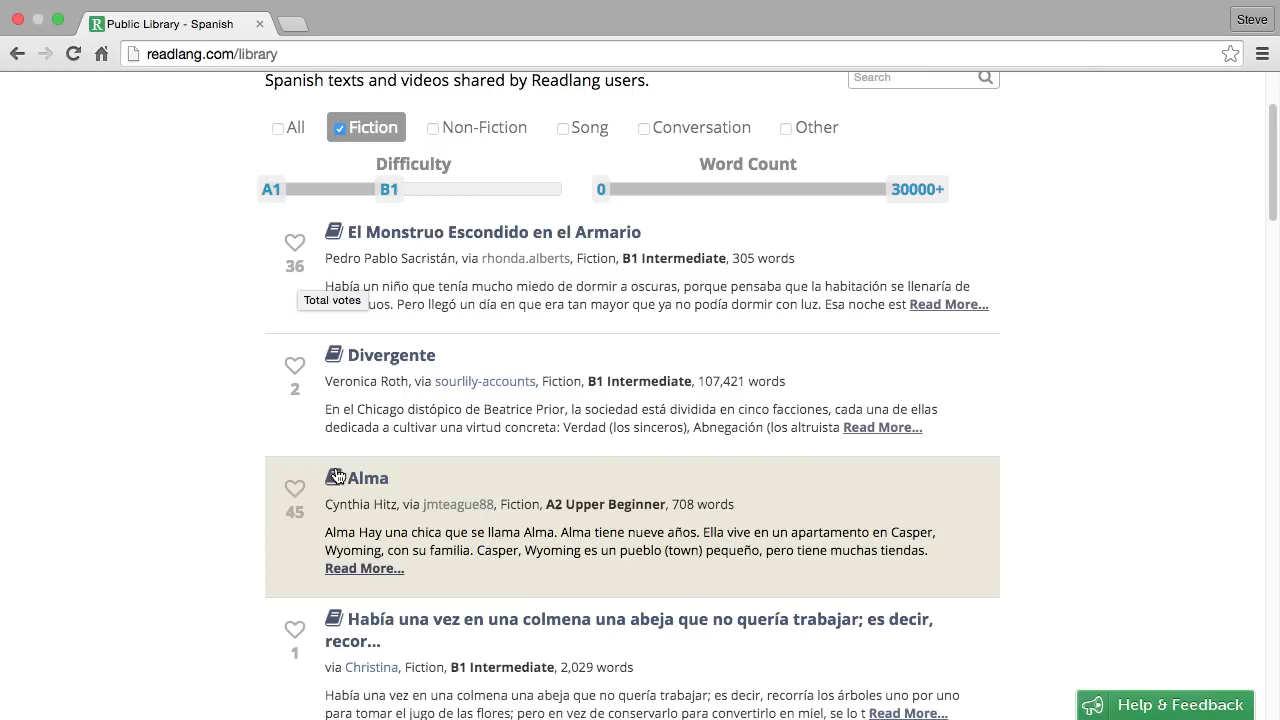 Public Library - Spanish
Steve
readlang.com/library
Spanish texts and videos shared by Readlang users.
Search
All
Fiction
Non-Fiction
Song
Conversation
Other
Difficulty
Word Count
A1
B1
0
30000+
El Monstruo Escondido en el Armario
36
Pedro Pablo Sacristán, via rhonda.alberts, Fiction, B1 Intermediate, 305 words
Había un niño que tenía mucho miedo de dormir a oscuras, porque pensaba que la habitación se llenaría de
Total votes
uos. Pero llegó un día en que era tan mayor que ya no podía dormir con luz. Esa noche est Read More...
Divergente
2
Veronica Roth, via sourlily-accounts, Fiction, B1 Intermediate, 107,421 words
En el Chicago distópico de Beatrice Prior, la sociedad está dividida en cinco facciones, cada una de ellas
dedicada a cultivar una virtud concreta: Verdad (los sinceros), Abnegación (los altruista Read More...
Alma
45
Cynthia Hitz, via jmteague88, Fiction, A2 Upper Beginner, 708 words
Alma Hay una chica que se llama Alma. Alma tiene nueve años. Ella vive en un apartamento en Casper,
Wyoming, con su familia. Casper, Wyoming es un pueblo (town) pequeño, pero tiene muchas tiendas.
Read More...
Había una vez en una colmena una abeja que no quería trabajar; es decir,
recor...
1
via Christina, Fiction, B1 Intermediate, 2,029 words
Había una vez en una colmena una abeja que no quería trabajar; es decir, recorría los árboles uno por uno
para tomar el jugo de las flores; pero en vez de conservarlo para convertirlo en miel, se lo t Read More...
Help & Feedback